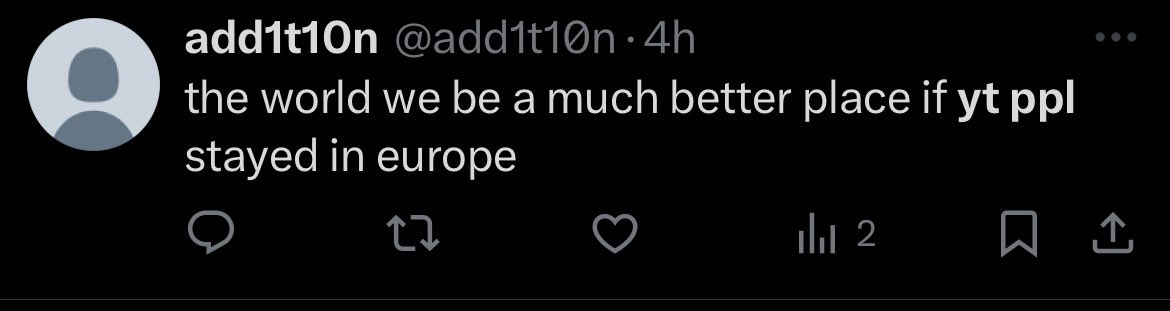 add1t10n @add1t10n · 4h
the world we be a much better place if yt ppl
stayed in europe
2